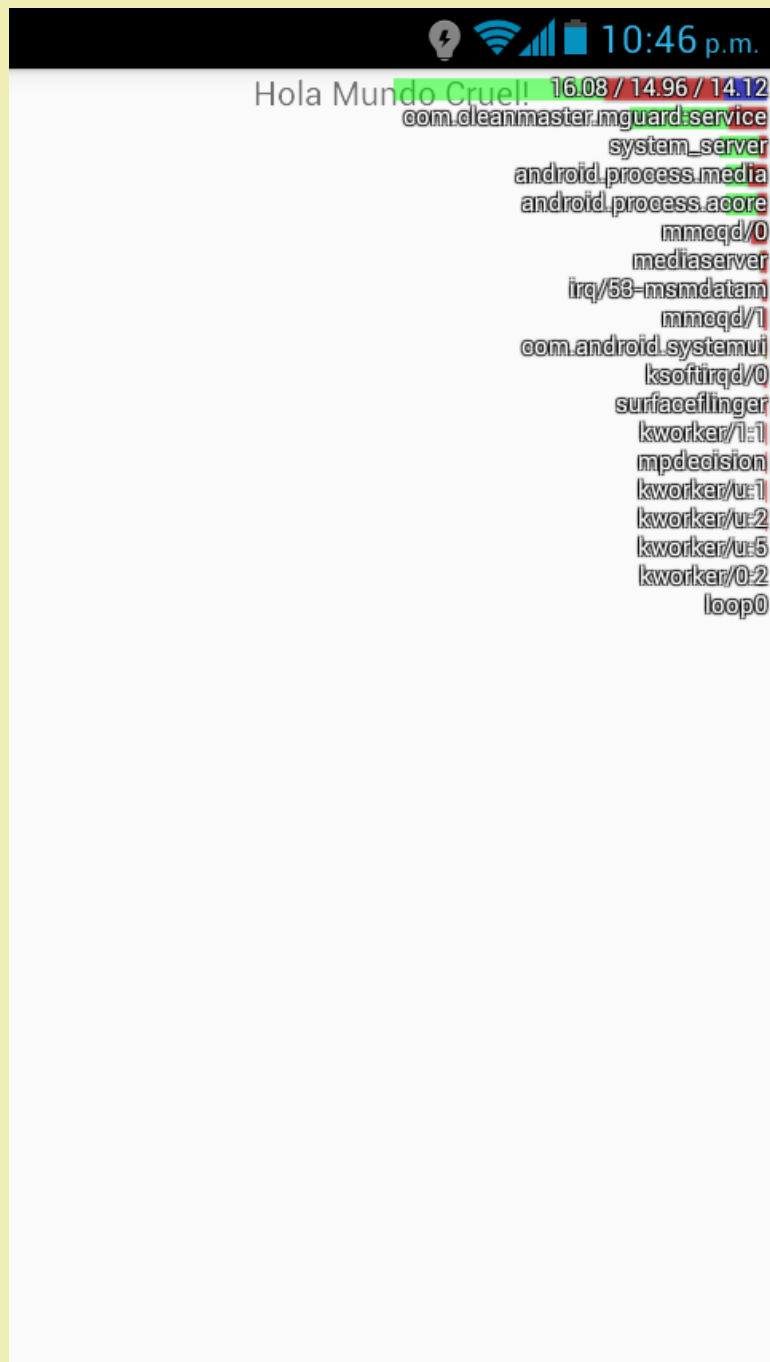 10:46 p.m.
Hola Mundo Cruel!
16.08 / 14.96 / 14.12
com.cleanmaster.mguard:service
system_server
android.process.media
android.process.acore
mmcqd/0
mediaserver
irq/53-msmdatam
mmcqd/1
com.android.systemui
ksoftirqd/0
surfaceflinger
kworker/1:1
mpdecision
kworker/u:1
kworker/u:2
kworker/u:5
kworker/0:2
loop0